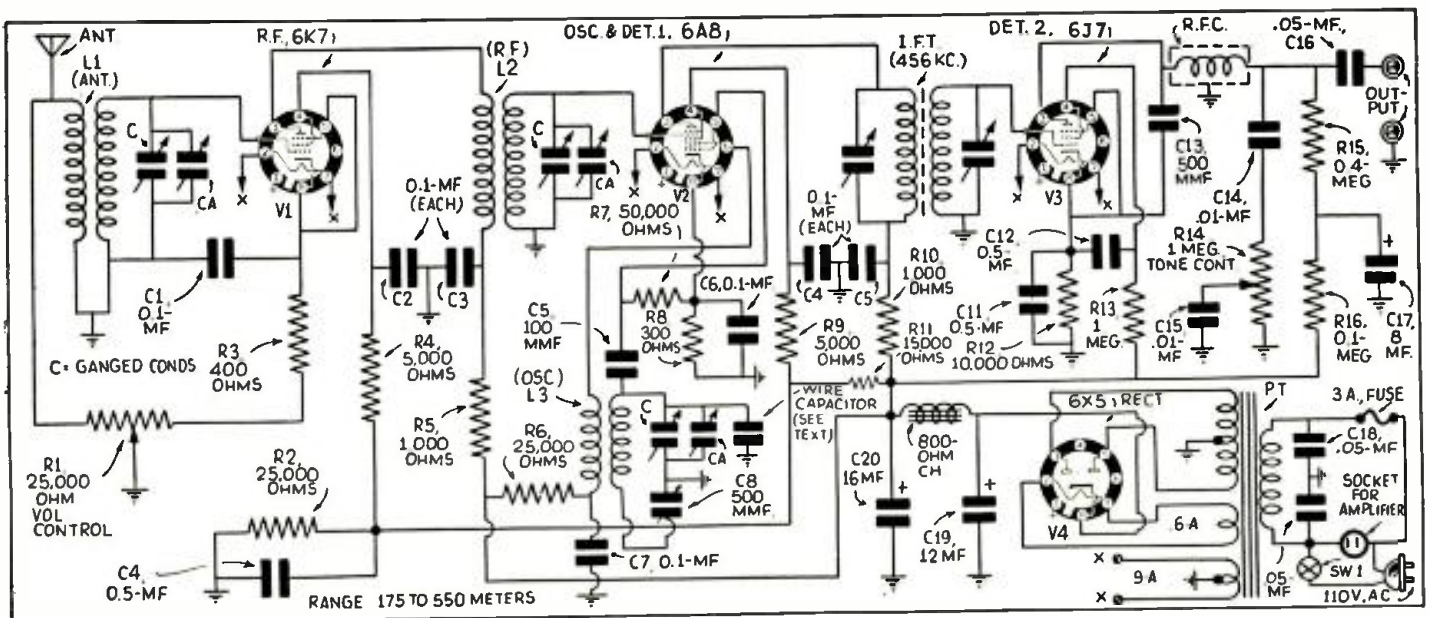 ANT
L1
(ANT.)
R.F., 6K7;
(R F)
L2
OSC. & DET.1, 6A8;
I.F.T
(456 KC.)
DET. 2, 6J7;
R.F.C.
.05-MF.,
C16
OUT-
PUT
C
CA
V1
0.1-MF
(EACH)
C
CA
R7, 50,000
OHMS
V2
0.1-
MF
(EACH)
V3
C13,
500
MMF
C14,
.01-MF
R15,
0.4-
MEG
X
X
X
X
X
X
C1
0.1-
MF
C2
C3
C4
C5
C6,0.1-MF
R10
1,000
OHMS
C12
0.5-
MF
R14
1 MEG.
TONE CONT
C = GANGED CONDS
R3
400
OHMS
R4,
5,000
OHMS
C5
100
MMF
R8
300
OHMS
R9
5,000
OHMS
R11
15000
OHMS
C11
0.5-MF
R12
10,000 OHMS
R13
1
MEG.
C15
.01-
MF
R16,
0.1-
MEG
C17,
8
MF.
(OSC)
L3
C
CA
WIRE
CAPACITOR
(SEE
TEXT)
6X5; RECT
PT
3 A, FUSE
C18,
.05-MF
R1,
25,000
OHM
VOL
CONTROL
R2,
25,000
OHMS
R5,
1,000
OHMS
R6,
25,000
OHMS
C8
500
MMF.
800-
OHM
CH
C20
16 MF
C19,
12 MF
V4
6 A
SOCKET
FOR
AMPLIFIER
C4,
0.5-MF
RANGE 175 TO 550 METERS
C7, 0.1-MF
X
9 A
X
.05-
MF
SW 1
110V, AC